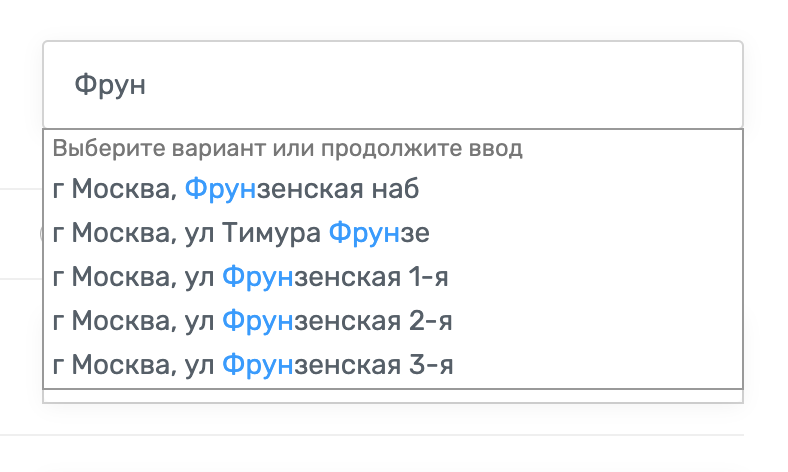 Фрун
Выберите вариант или продолжите ввод
г Москва, Фрунзенская наб
г Москва, ул Тимура Фрунзе
г Москва, ул Фрунзенская 1-я
г Москва, ул Фрунзенская 2-я
г Москва, ул Фрунзенская 3-я